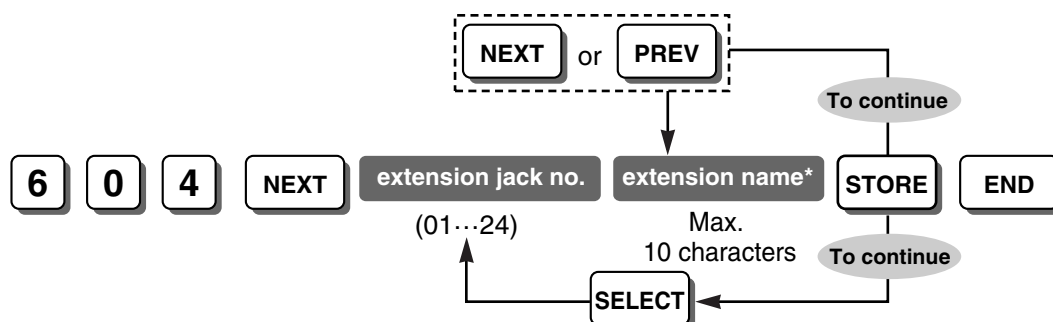 NEXT or PREV
To continue
6 0 4 NEXT extension jack no. extension name* STORE END
(01···24)
Max.
10 characters
To continue
SELECT